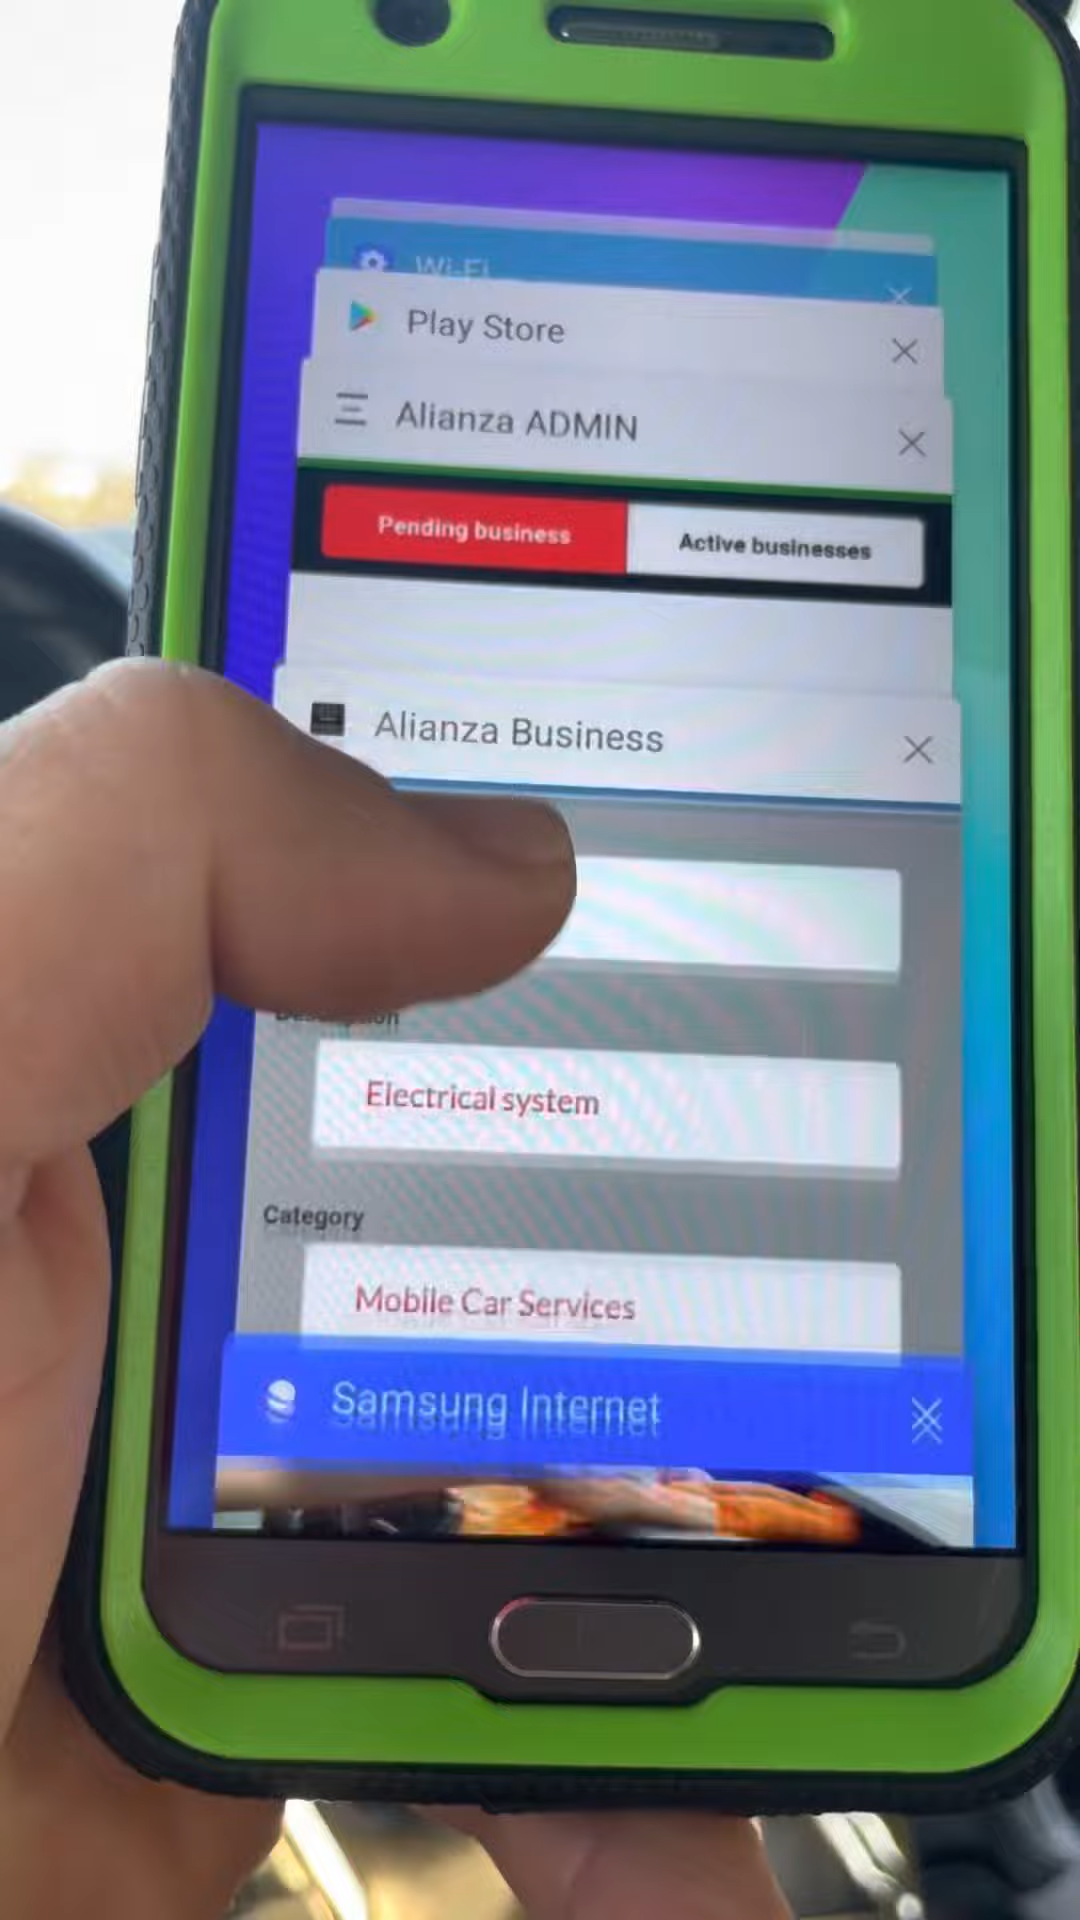 Wi-Fi
Play Store
Alianza ADMIN
Pending business
Active businesses
Alianza Business
Electrical system
Category
Mobile Car Services
Samsung Internet